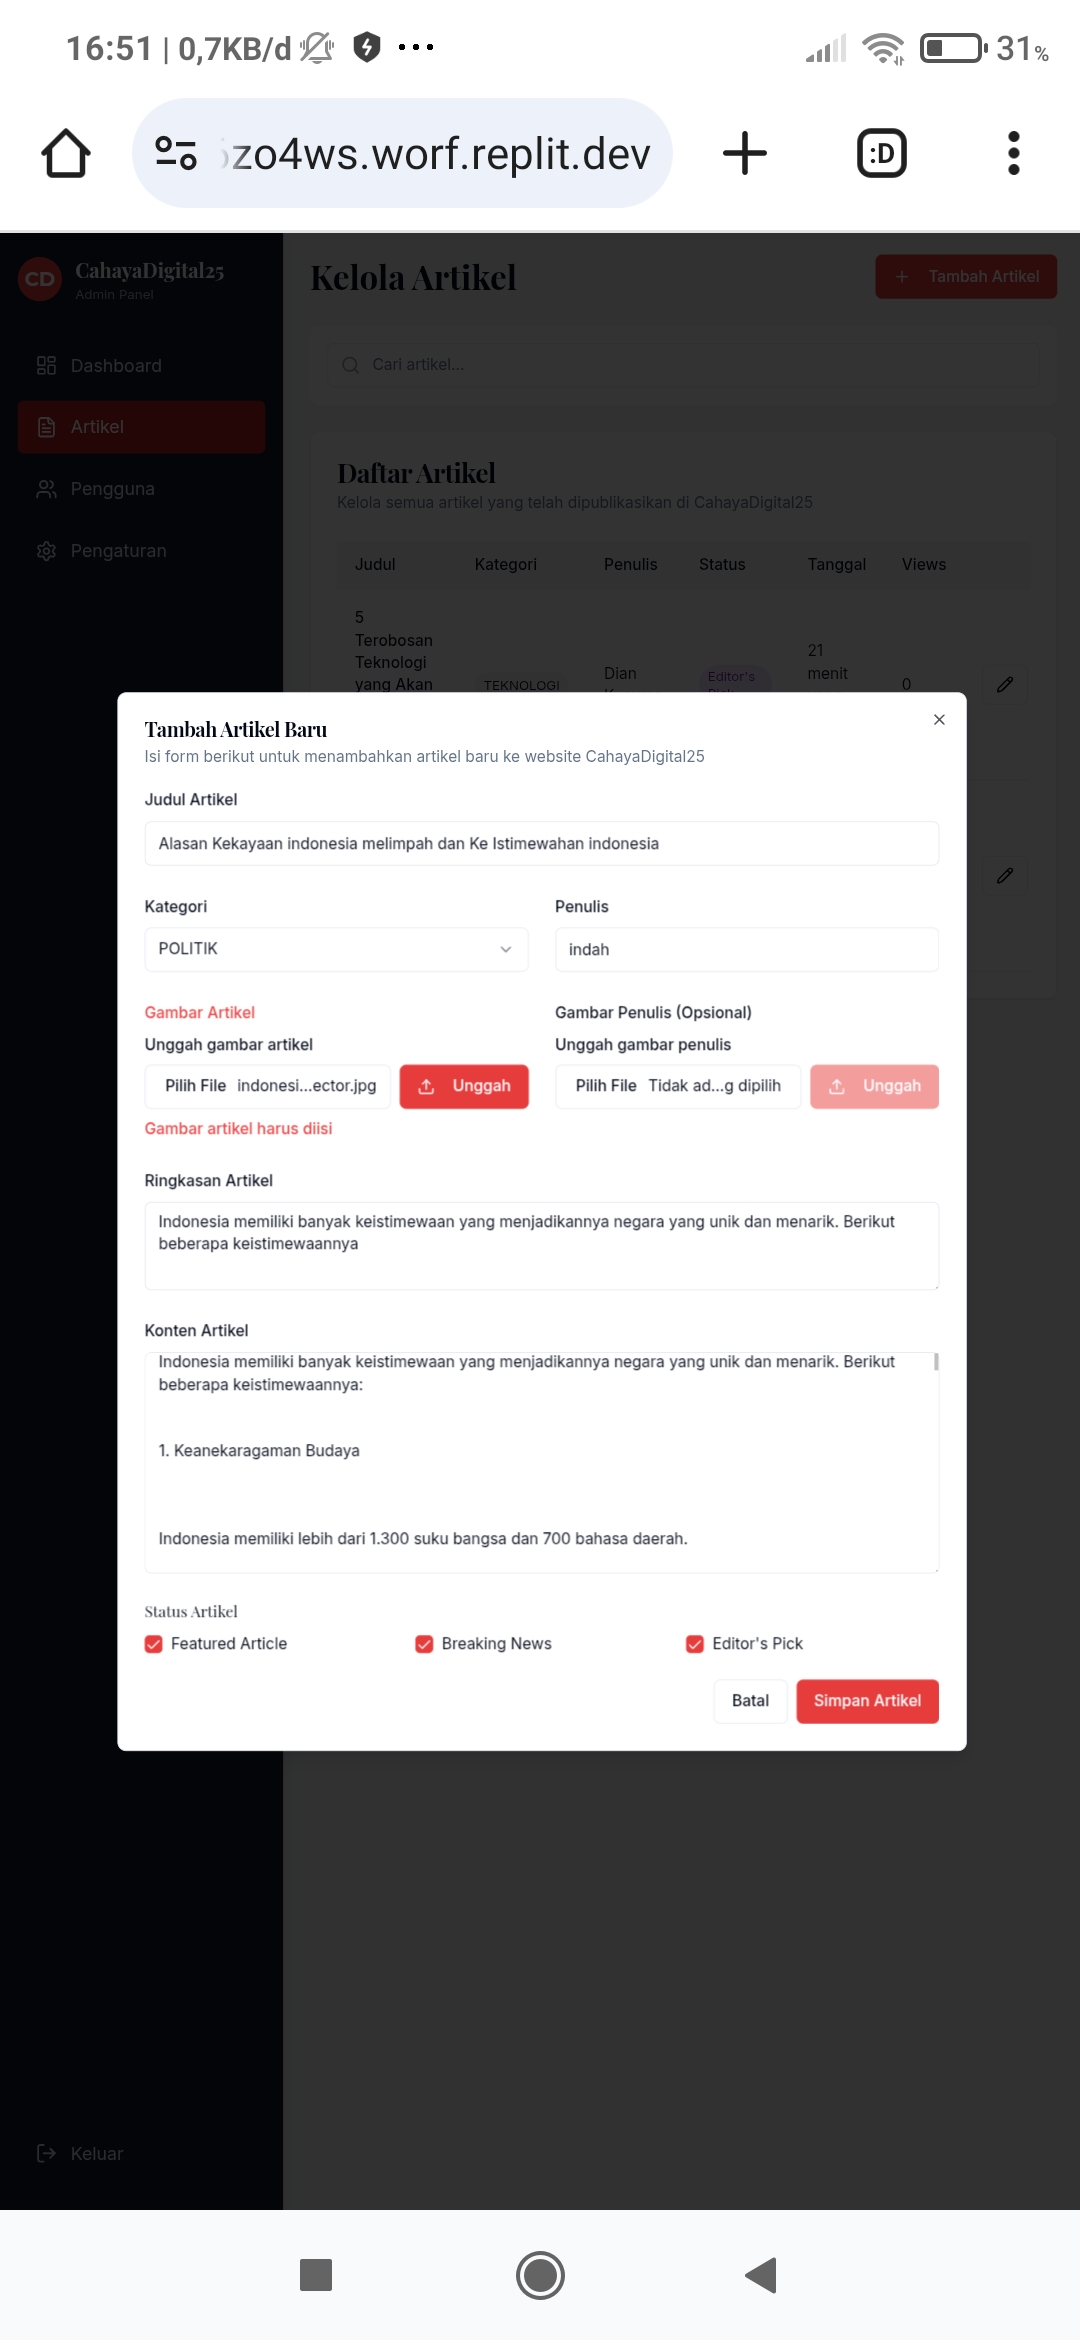 16:51 | 0,7KB/d
31%
zo4ws.worf.replit.dev
:D
CD
CahayaDigital25
Admin Panel
Dashboard
Artikel
Pengguna
Pengaturan
Keluar
Kelola Artikel
Tambah Artikel
Cari artikel...
Daftar Artikel
Kelola semua artikel yang telah dipublikasikan di CahayaDigital25
Judul Kategori Penulis Status Tanggal Views
5
Terobosan
Teknologi
yang Akan
TEKNOLOGI
Dian
Editor's
21
menit
0
Tambah Artikel Baru
Isi form berikut untuk menambahkan artikel baru ke website CahayaDigital25
Judul Artikel
Alasan Kekayaan indonesia melimpah dan Ke Istimewahan indonesia
Kategori
POLITIK
Penulis
indah
Gambar Artikel
Unggah gambar artikel
Pilih File indonesi...ector.jpg
Unggah
Gambar artikel harus diisi
Gambar Penulis (Opsional)
Unggah gambar penulis
Pilih File Tidak ad...g dipilih
Unggah
Ringkasan Artikel
Indonesia memiliki banyak keistimewaan yang menjadikannya negara yang unik dan menarik. Berikut
beberapa keistimewaannya
Konten Artikel
Indonesia memiliki banyak keistimewaan yang menjadikannya negara yang unik dan menarik. Berikut
beberapa keistimewaannya:
1. Keanekaragaman Budaya
Indonesia memiliki lebih dari 1.300 suku bangsa dan 700 bahasa daerah.
Status Artikel
Featured Article
Breaking News
Editor's Pick
Batal
Simpan Artikel